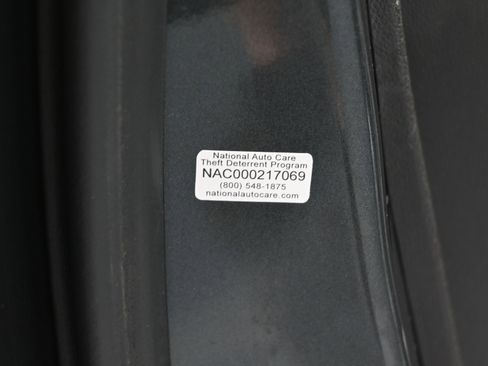 National Auto Care
Theft Deterrent Program
NAC000217069
(800) 548-1875
nationalautocare.com